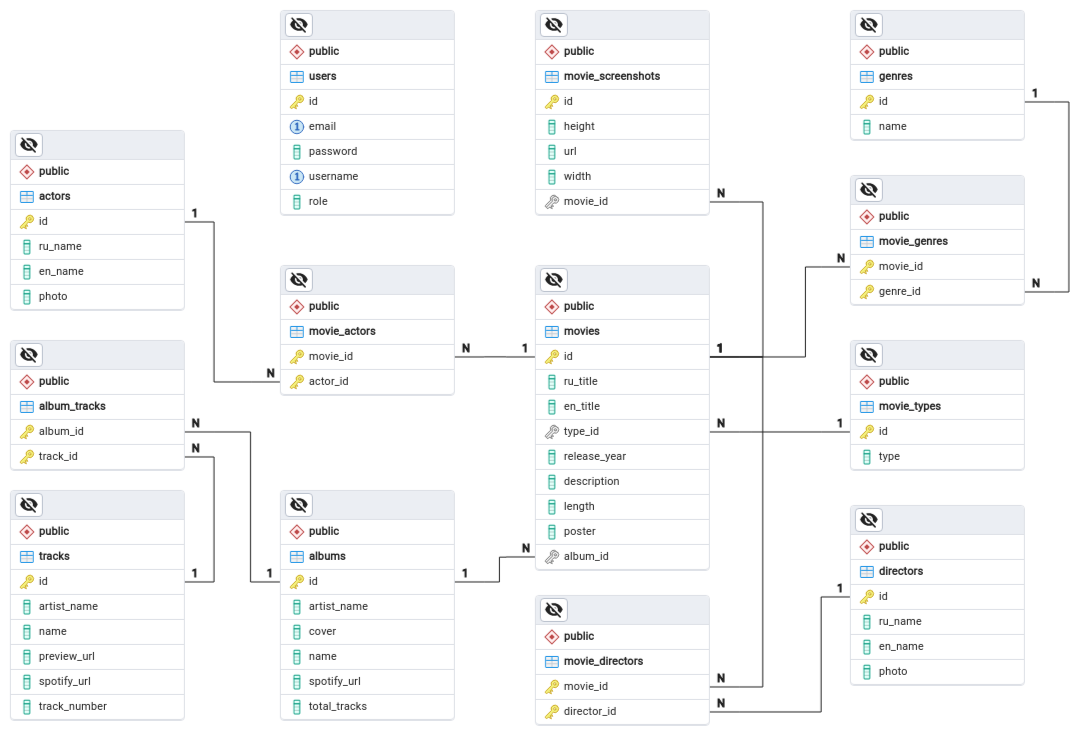 public
users
id
email
password
username
role
public
movie_screenshots
id
height
url
width
movie_id
N
public
genres
id
name
1
public
actors
id
ru_name
en_name
photo
1
public
movie_genres
movie_id
genre_id
N
N
public
movie_actors
movie_id
actor_id
N
N
public
movies
id
ru_title
en_title
type_id
release_year
description
length
poster
album_id
1
1
N
N
public
album_tracks
album_id
track_id
N
N
public
movie_types
id
type
1
public
tracks
id
artist_name
name
preview_url
spotify_url
track_number
1
public
albums
id
artist_name
cover
name
spotify_url
total_tracks
1
1
public
movie_directors
movie_id
director_id
N
N
public
directors
id
ru_name
en_name
photo
1